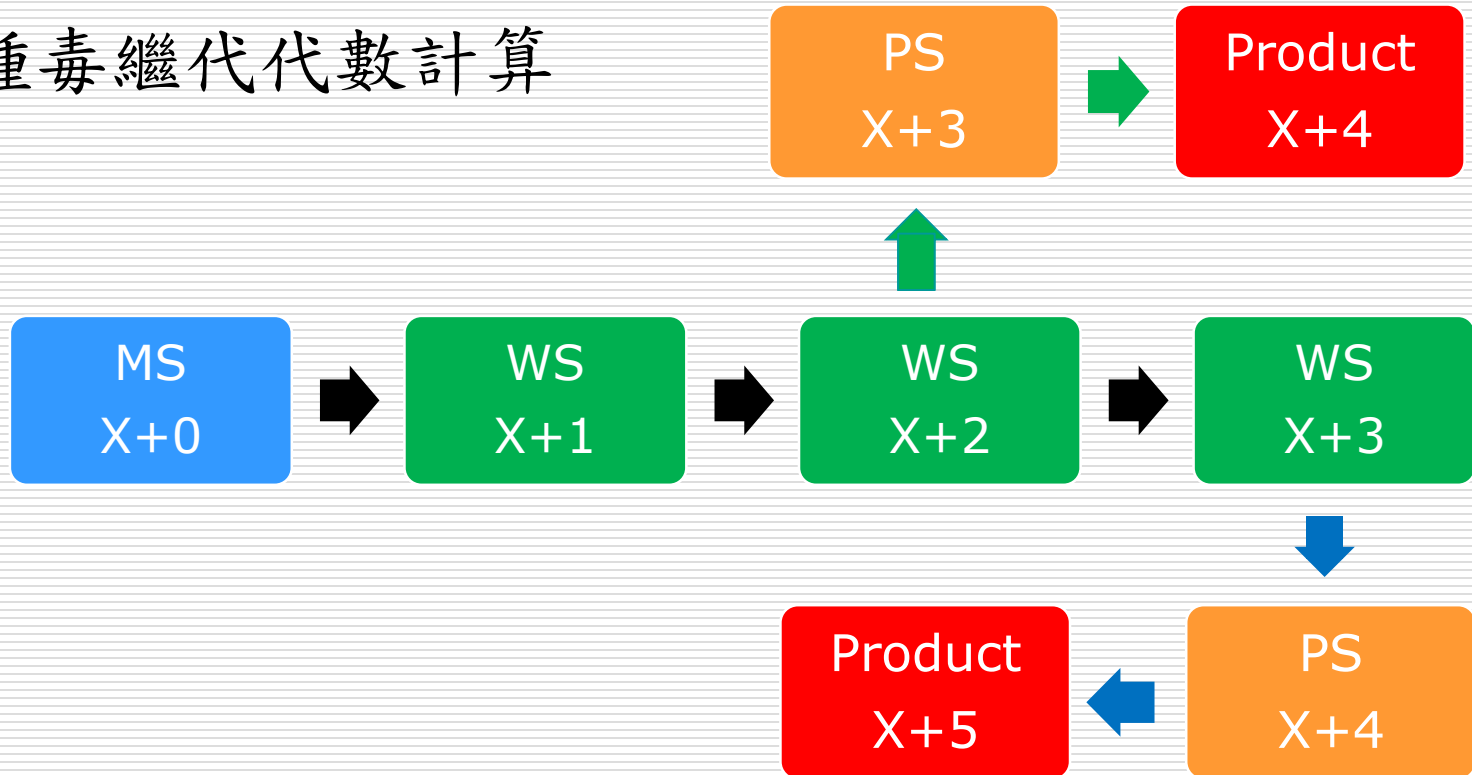 毒繼代代數計算
PS
X+3
Product
X+4
MS
X+0
WS
X+1
WS
X+2
WS
X+3
Product
X+5
PS
X+4